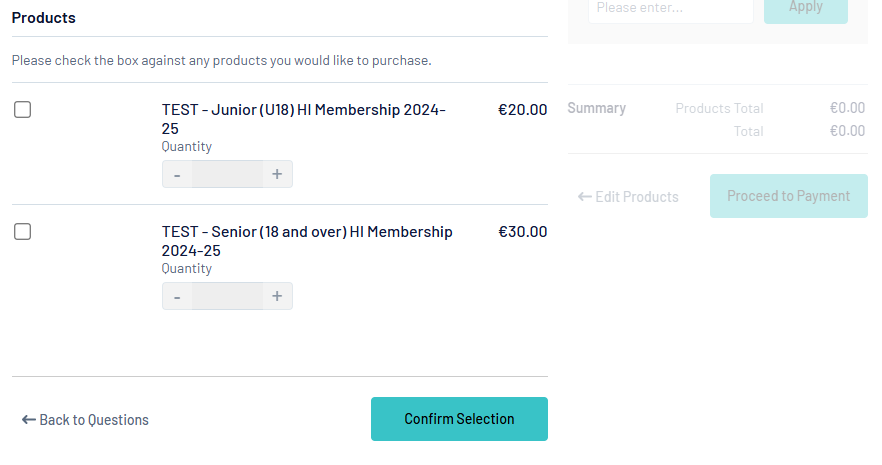 Products
Please check the box against any products you would like to purchase.
TEST - Junior (U18) HI Membership 2024-
25
€20.00
Quantity
- +
TEST - Senior (18 and over) HI Membership
2024-25
€30.00
Quantity
- +
← Back to Questions
Confirm Selection
Please enter...
Apply
Summary
Products Total €0.00
Total €0.00
← Edit Products
Proceed to Payment